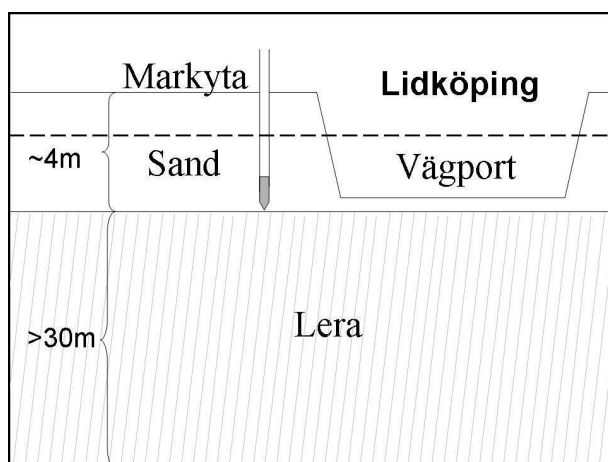 Markyta
Lidköping
~4m
Sand
Vägport
>30m
Lera